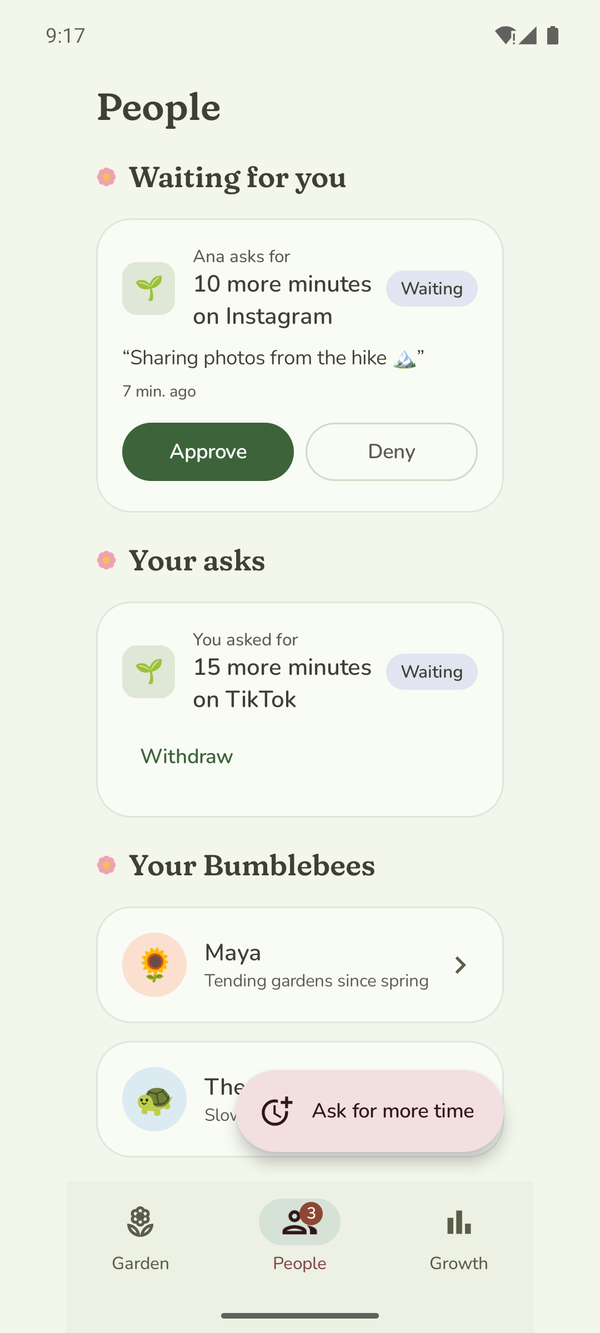 9:17
People
Waiting for you
Ana asks for
10 more minutes
on Instagram
Waiting
“Sharing photos from the hike 🏔️”
7 min. ago
Approve
Deny
Your asks
You asked for
15 more minutes
on TikTok
Waiting
Withdraw
Your Bumblebees
Maya
Tending gardens since spring
Ask for more time
3
Garden
People
Growth